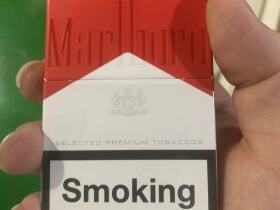 Marlboro
SELECTED PREMIUM TOBACCOS
Smoking